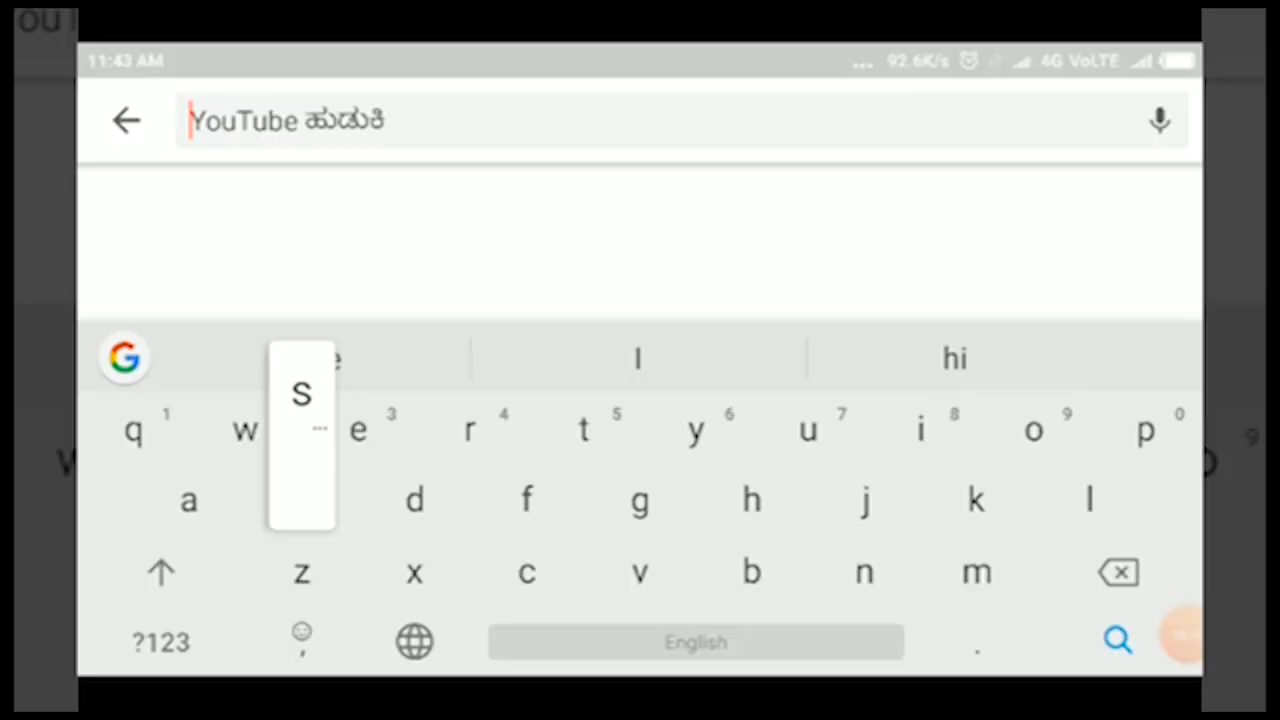 11:43 AM ... 92.6K/s 4G VoLTE
YouTube ಹುಡುಕಿ
I hi
S
q 1 w e 3 r 4 t 5 y 6 u 7 i 8 o 9 p 0
a d f g h j k l
z x c v b n m
?123 , English .